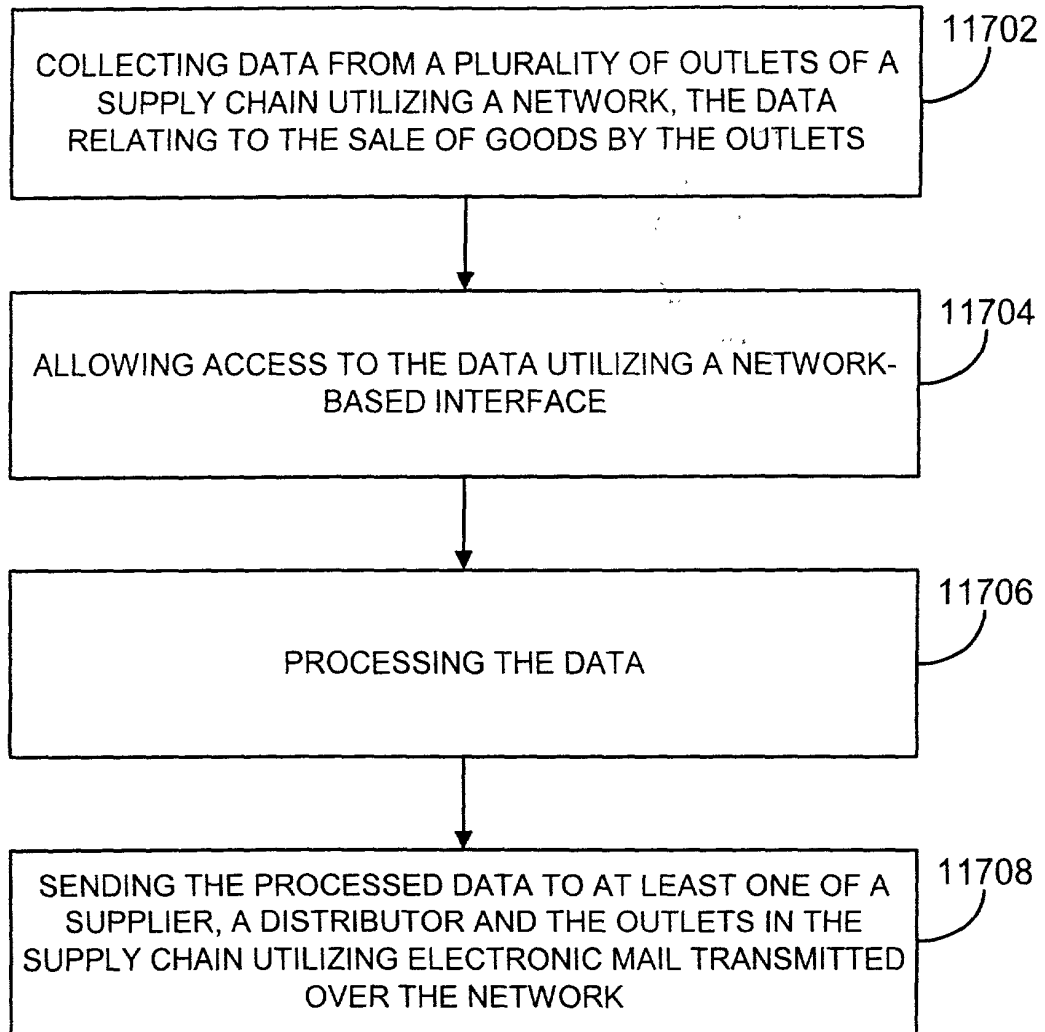 11702
COLLECTING DATA FROM A PLURALITY OF OUTLETS OF A
SUPPLY CHAIN UTILIZING A NETWORK, THE DATA
RELATING TO THE SALE OF GOODS BY THE OUTLETS
11704
ALLOWING ACCESS TO THE DATA UTILIZING A NETWORK-
BASED INTERFACE
11706
PROCESSING THE DATA
11708
SENDING THE PROCESSED DATA TO AT LEAST ONE OF A
SUPPLIER, A DISTRIBUTOR AND THE OUTLETS IN THE
SUPPLY CHAIN UTILIZING ELECTRONIC MAIL TRANSMITTED
OVER THE NETWORK